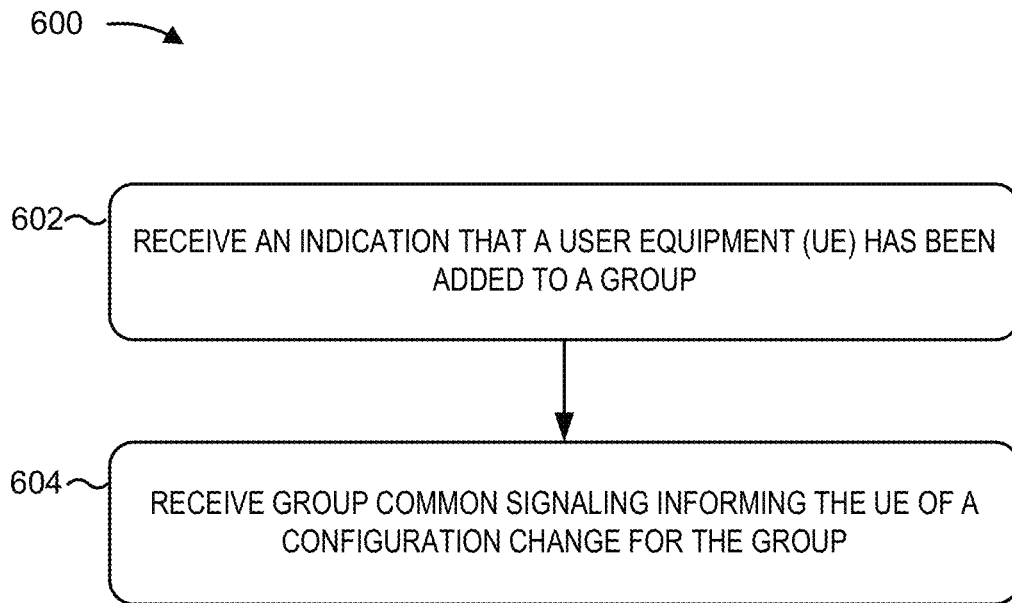 600
602
RECEIVE AN INDICATION THAT A USER EQUIPMENT (UE) HAS BEEN
ADDED TO A GROUP
604
RECEIVE GROUP COMMON SIGNALING INFORMING THE UE OF A
CONFIGURATION CHANGE FOR THE GROUP